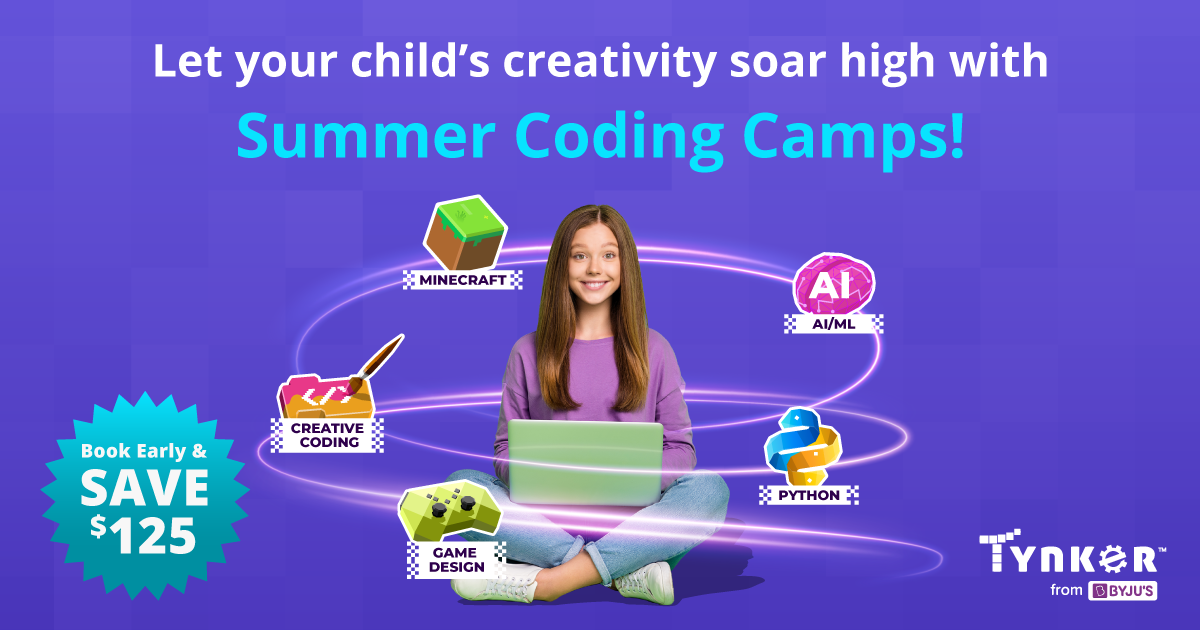 Let your child's creativity soar high with
Summer Coding Camps!
MINECRAFT
AI
AI/ML
</>
CREATIVE
CODING
Book Early &
SAVE
$125
PYTHON
GAME
DESIGN
TYNKER™
from B BYJU'S